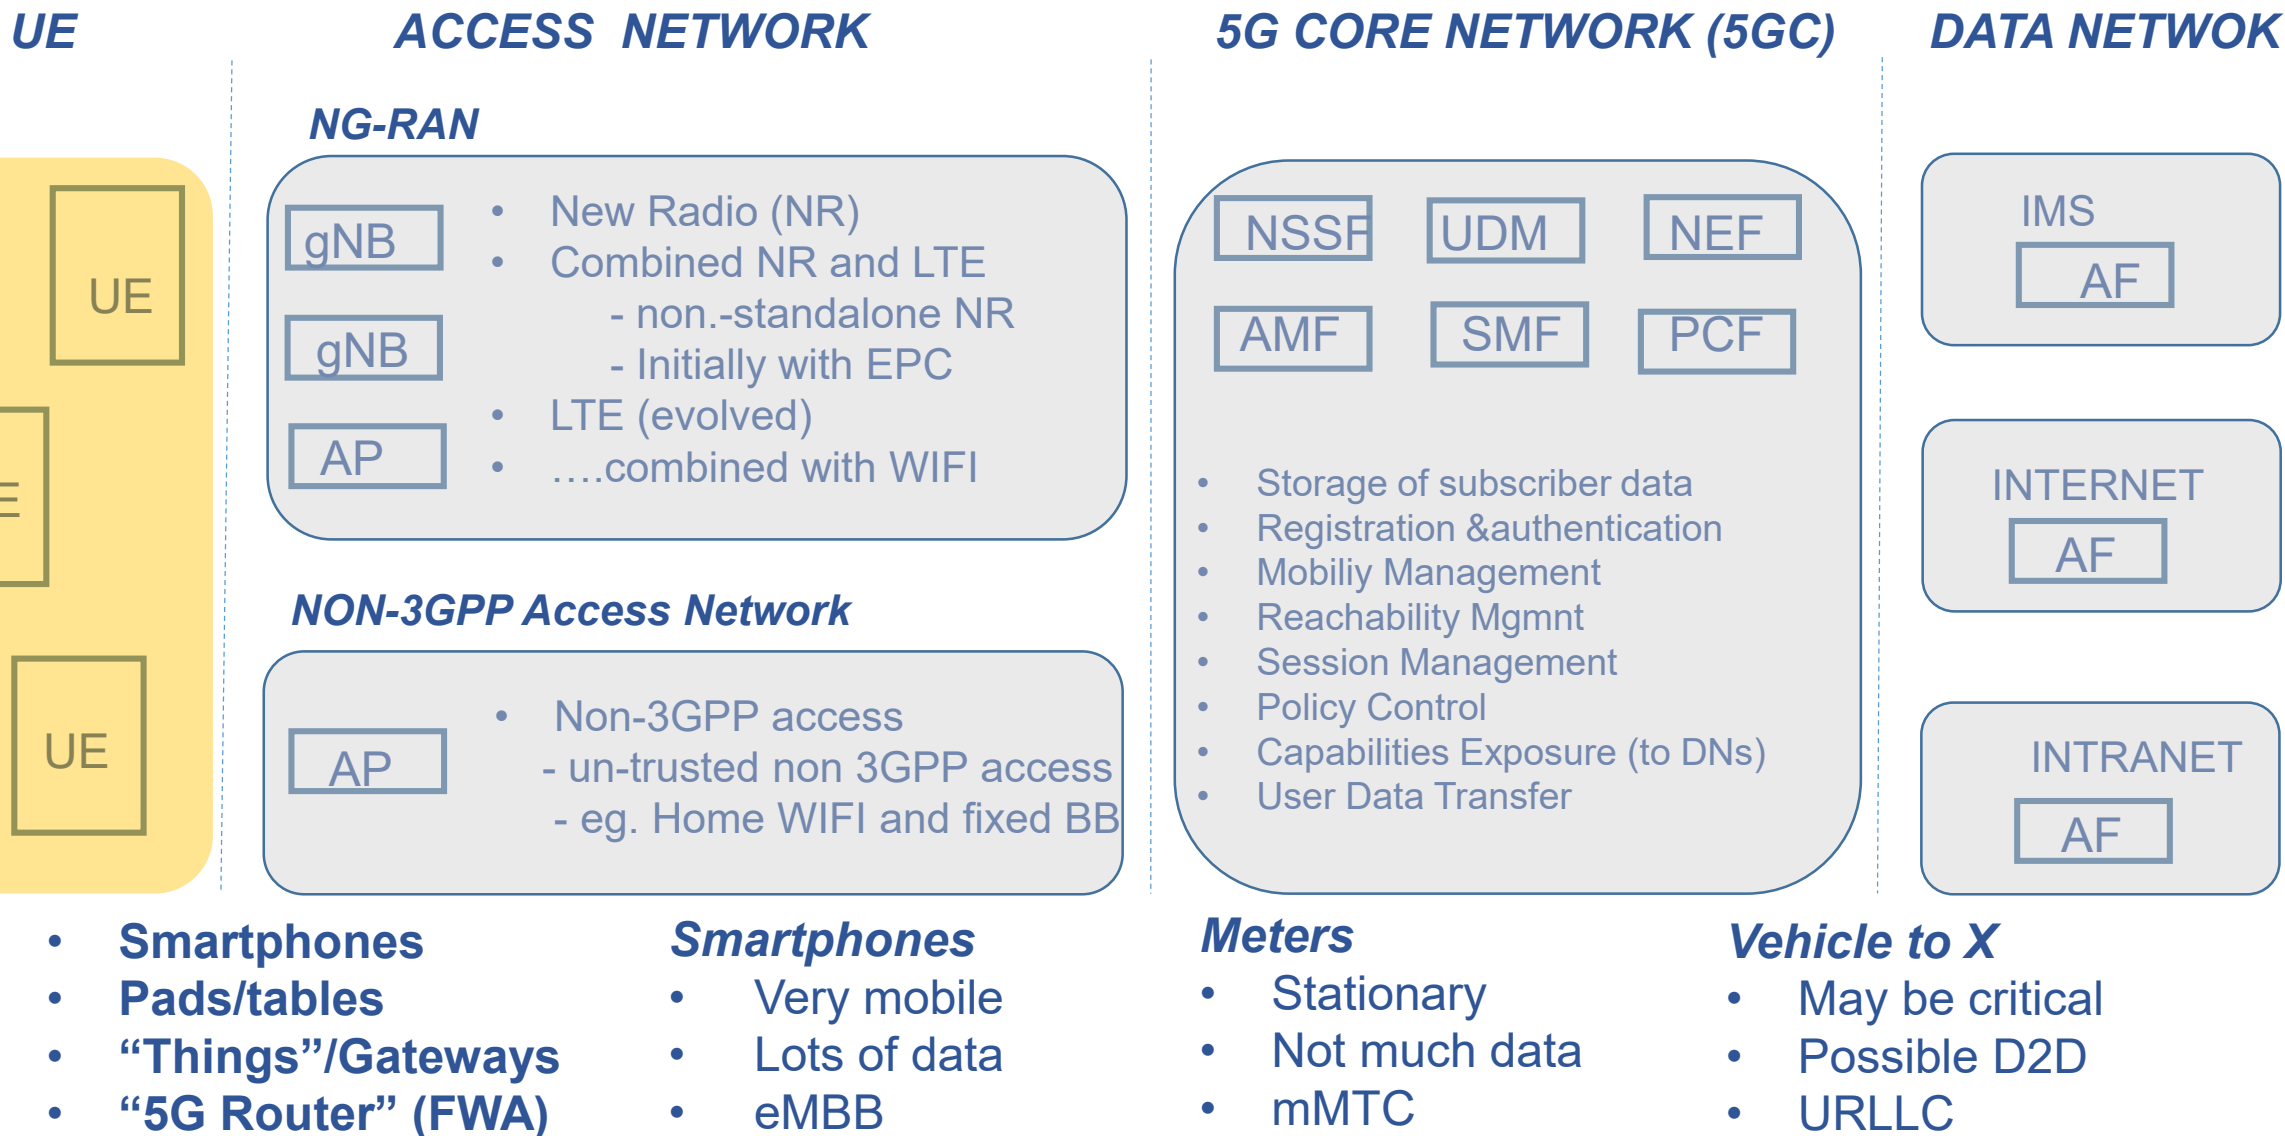 UE
ACCESS  NETWORK
5G CORE NETWORK (5GC)
DATA NETWOK
UE
E
UE
NG-RAN
gNB
gNB
AP
• New Radio (NR)
• Combined NR and LTE
- non.-standalone NR
- Initially with EPC
• LTE (evolved)
• ….combined with WIFI
NON-3GPP Access Network
AP
• Non-3GPP access
- un-trusted non 3GPP access
- eg. Home WIFI and fixed BB
NSSF UDM NEF
AMF SMF PCF
• Storage of subscriber data
• Registration &authentication
• Mobiliy Management
• Reachability Mgmnt
• Session Management
• Policy Control
• Capabilities Exposure (to DNs)
• User Data Transfer
IMS
AF
INTERNET
AF
INTRANET
AF
• Smartphones
• Pads/tables
• “Things”/Gateways
• “5G Router” (FWA)
Smartphones
• Very mobile
• Lots of data
• eMBB
Meters
• Stationary
• Not much data
• mMTC
Vehicle to X
• May be critical
• Possible D2D
• URLLC